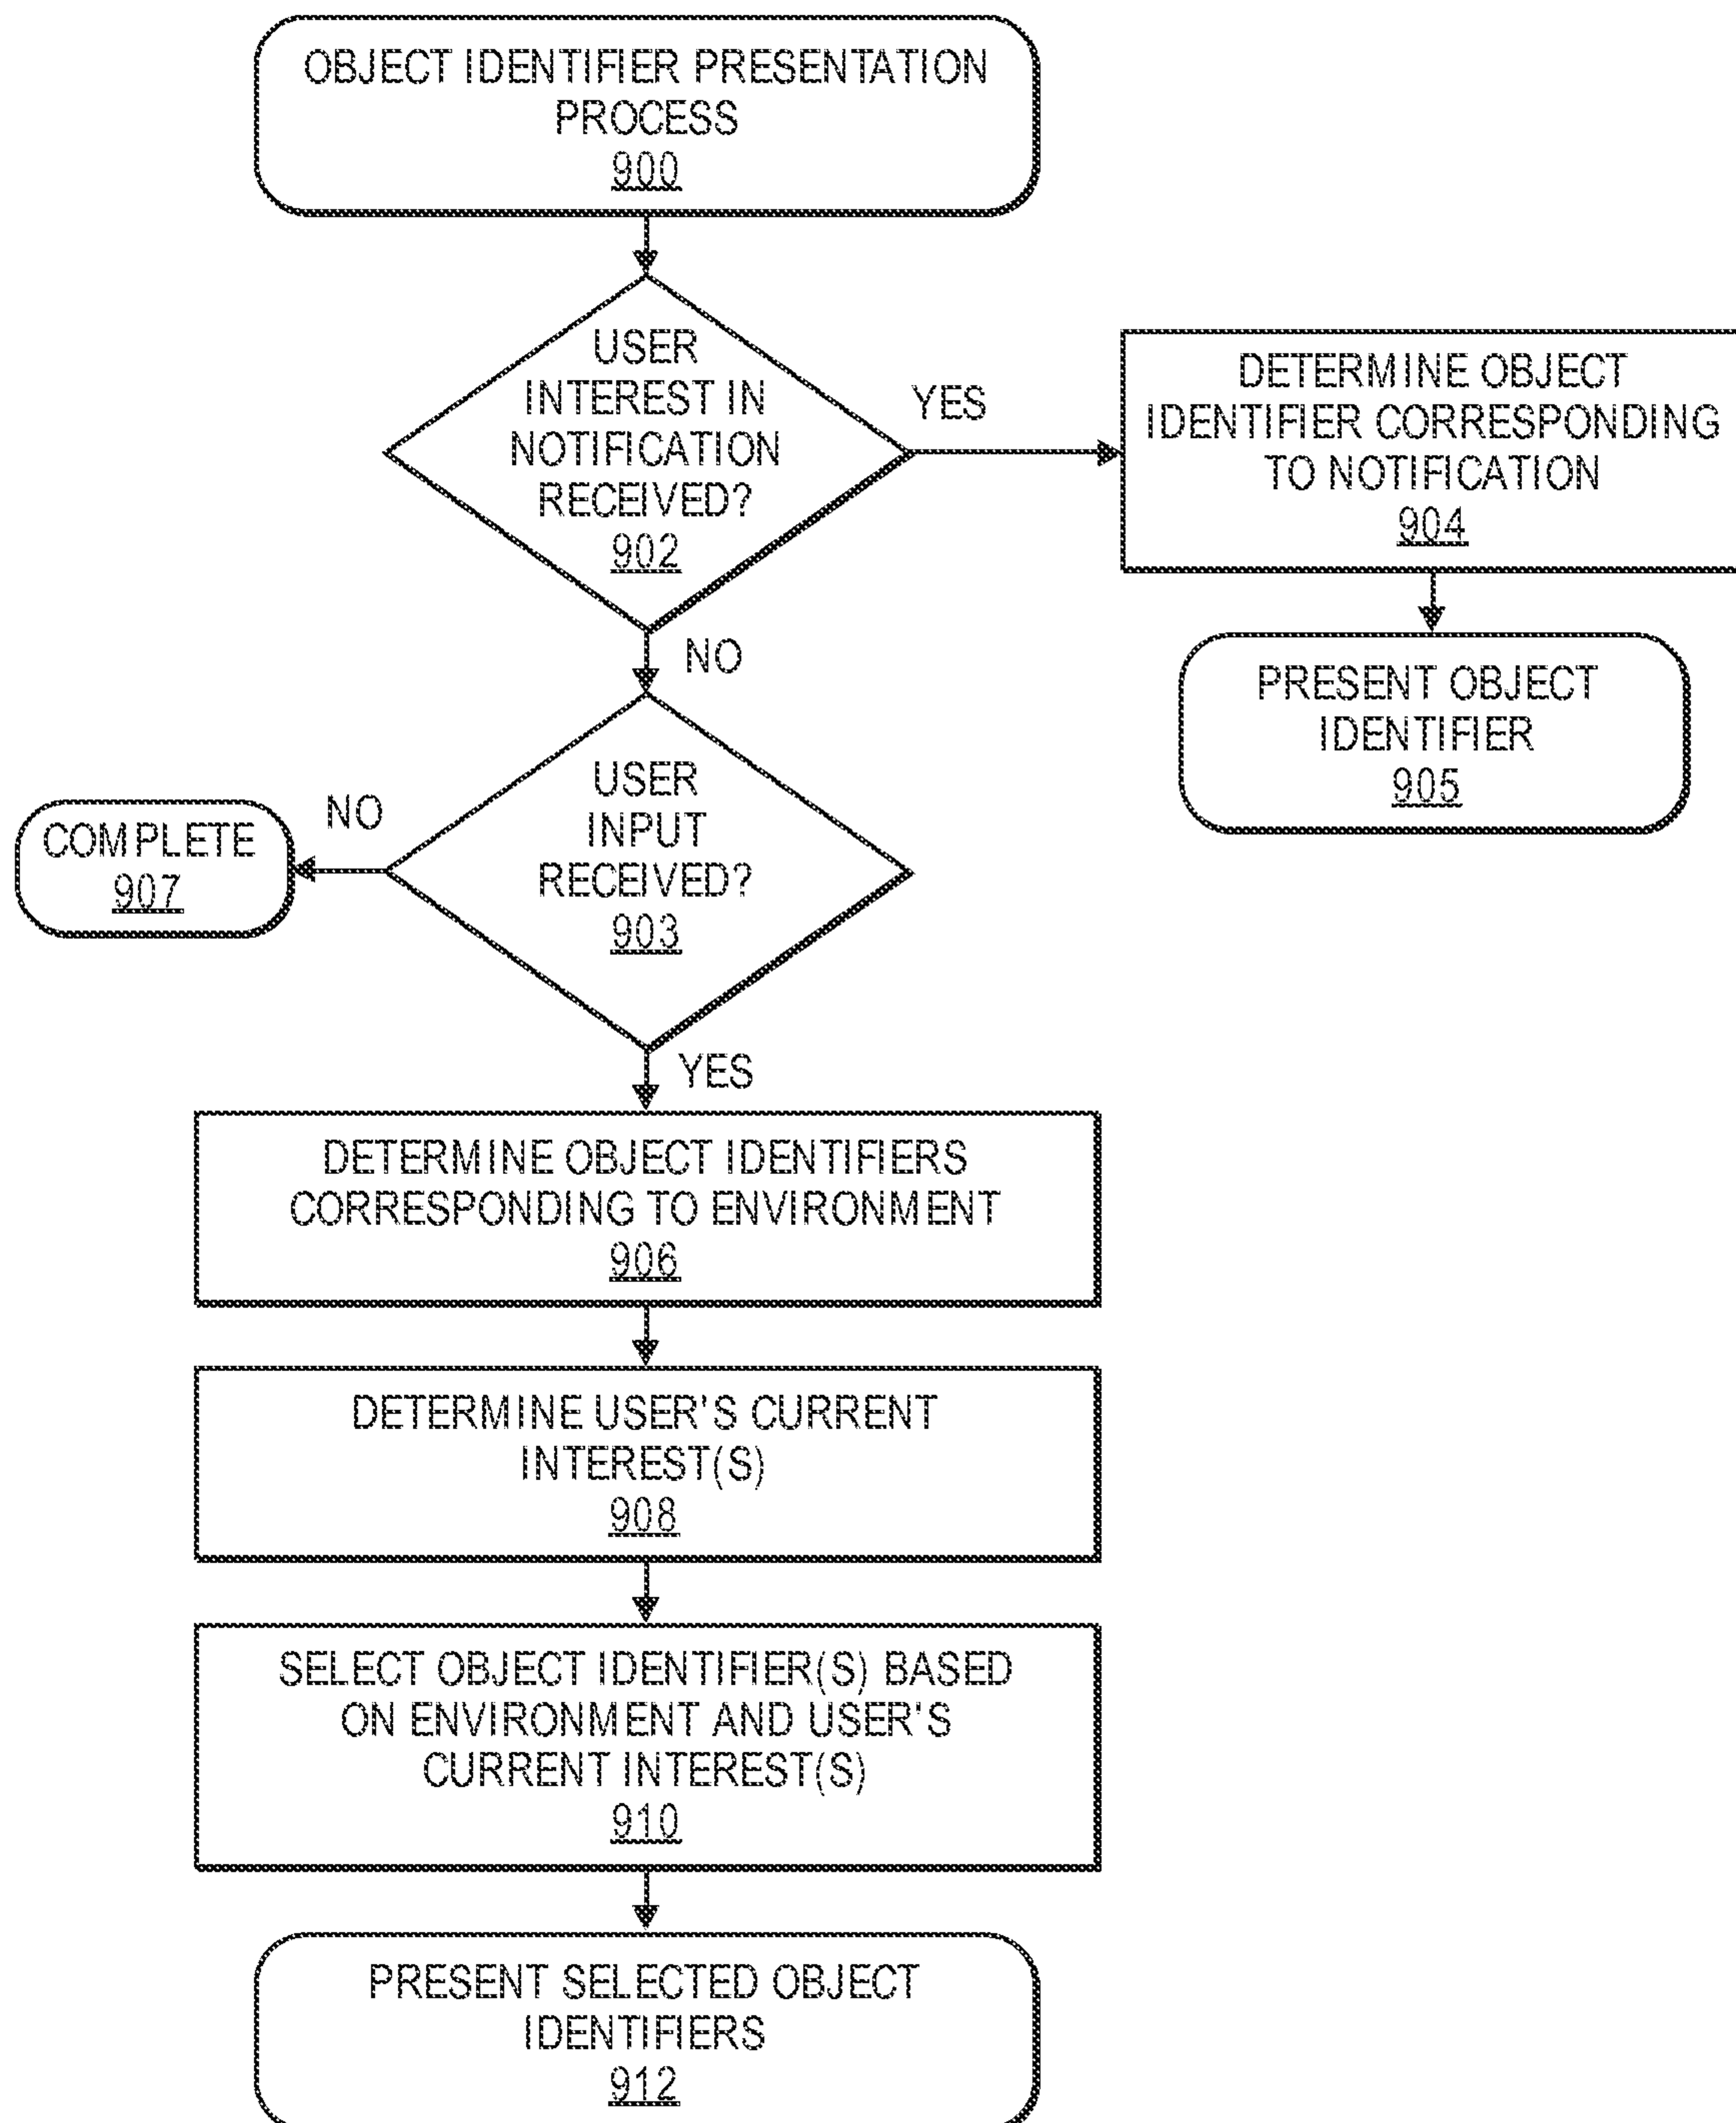 OBJECT IDENTIFIER PRESENTATION
PROCESS
900
USER
INTEREST IN
NOTIFICATION
RECEIVED?
902
YES
DETERMINE OBJECT
IDENTIFIER CORRESPONDING
TO NOTIFICATION
904
NO
PRESENT OBJECT
IDENTIFIER
905
USER
INPUT
RECEIVED?
903
NO
COMPLETE
907
YES
DETERMINE OBJECT IDENTIFIERS
CORRESPONDING TO ENVIRONMENT
906
DETERMINE USER'S CURRENT
INTEREST(S)
908
SELECT OBJECT IDENTIFIER(S) BASED
ON ENVIRONMENT AND USER'S
CURRENT INTEREST(S)
910
PRESENT SELECTED OBJECT
IDENTIFIERS
912